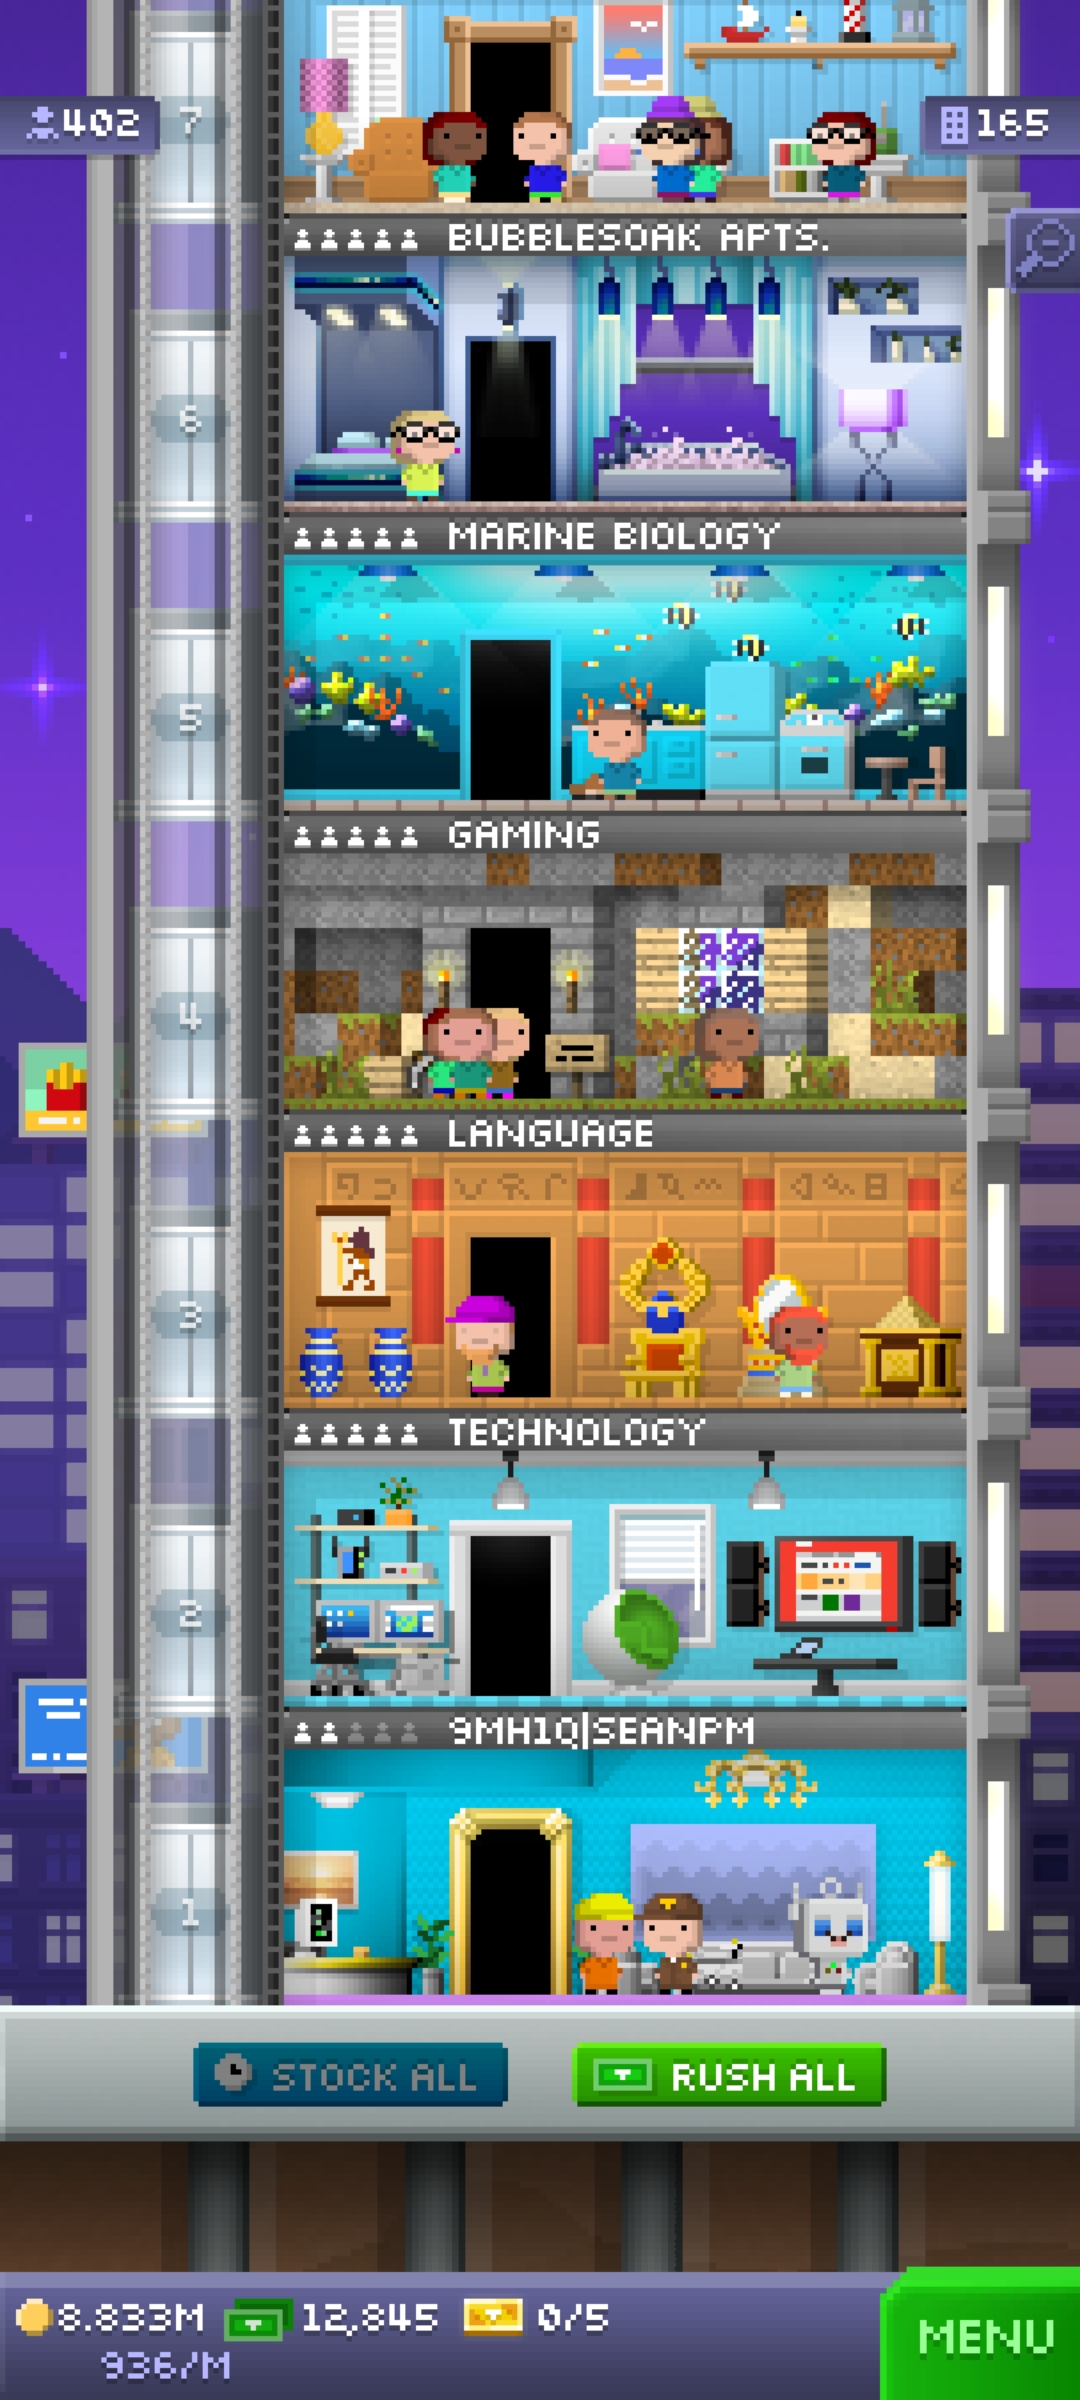 7
402
165
BUBBLESOAK APTS.
6
MARINE BIOLOGY
5
GAMING
4
LANGUAGE
3
TECHNOLOGY
2
9MH1Q|SEANPM
1
STOCK ALL
RUSH ALL
8.833M
12,845
0/5
936/M
MENU